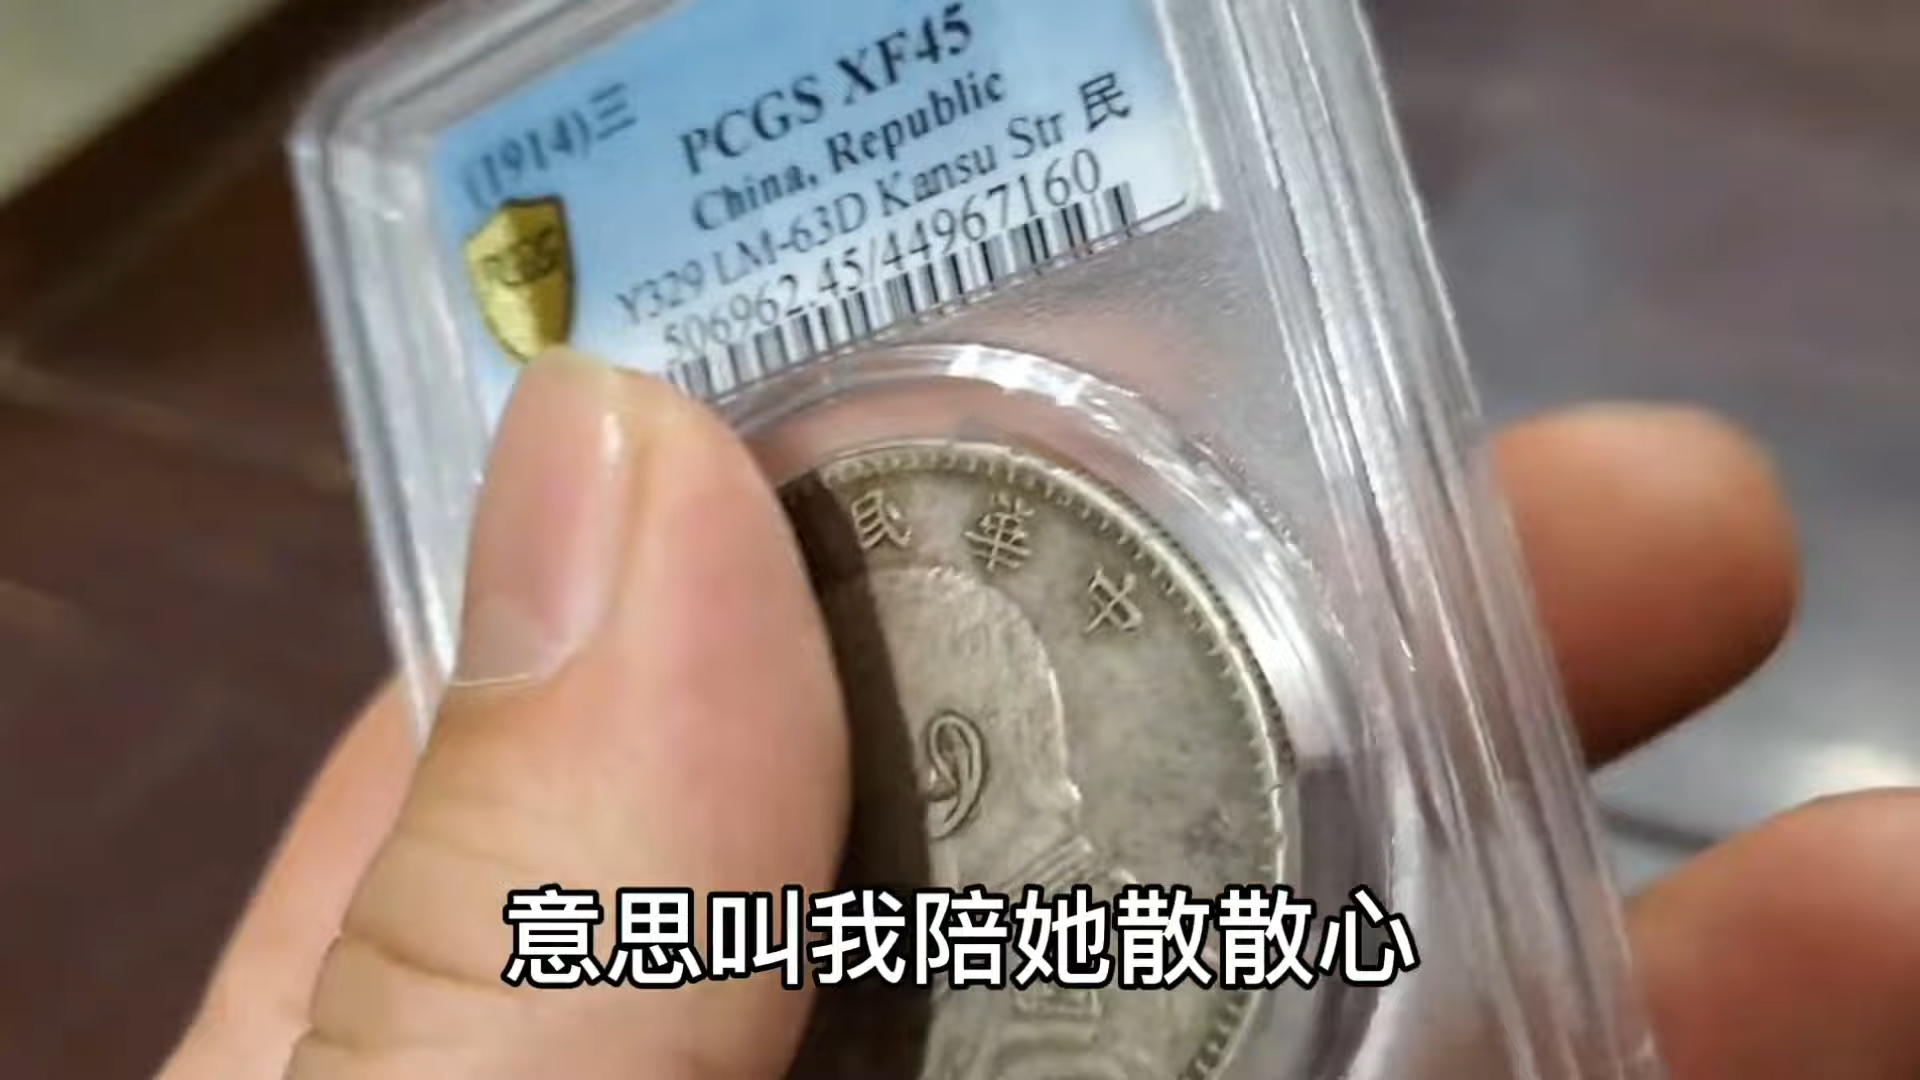 (1914)三
PCGS XF45
China, Republic
Y329 LM-63D Kansu Str 民
506962.45/44967160
PCGS
民 華 中
意思叫我陪她散散心